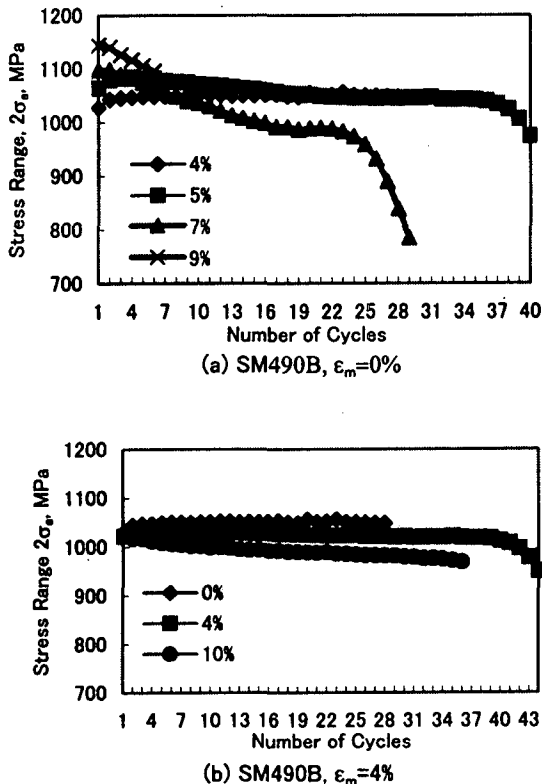 1200
1100
1000
900
800
700
Stress Range, 2σₐ, MPa
4%
5%
7%
9%
1 4 7 10 13 16 19 22 25 28 31 34 37 40
Number of Cycles
(a) SM490B, εₘ=0%
1200
1100
1000
900
800
700
Stress Range 2σₐ, MPa
0%
4%
10%
1 4 7 10 13 16 19 22 25 28 31 34 37 40 43
Number of Cycles
(b) SM490B, εₘ=4%